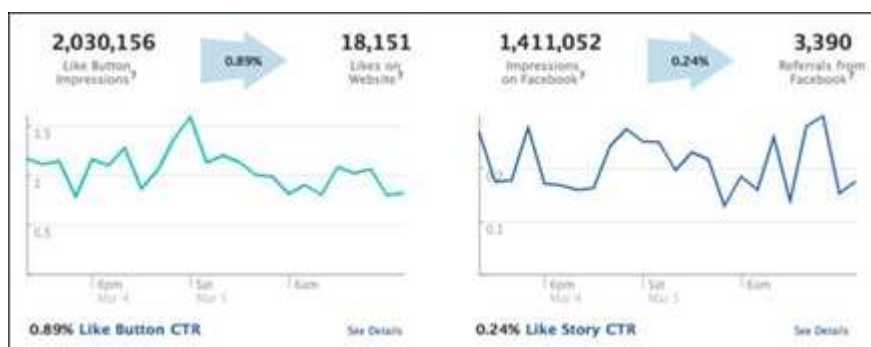 2,030,156
Like Button
Impressions?
0.89%
18,151
Likes on
Website?
1,411,052
Impressions
on Facebook?
0.24%
3,390
Referrals from
Facebook?
1.5
1
0.5
6pm
Mar 4
Sat
Mar 5
6am
0.2
0.1
6pm
Mar 4
Sat
Mar 5
6am
0.89% Like Button CTR
See Details
0.24% Like Story CTR
See Details